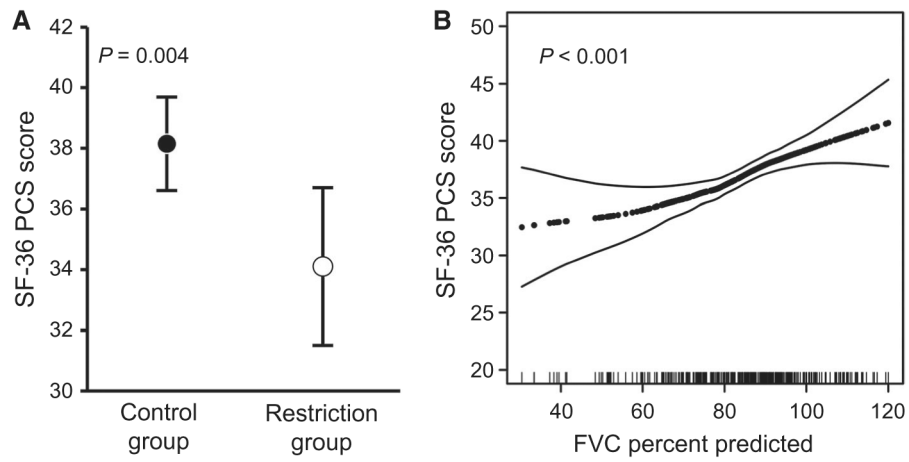 A
P = 0.004
SF-36 PCS score
42
40
38
36
34
32
30
Control
group
Restriction
group
B
P < 0.001
SF-36 PCS score
50
45
40
35
30
25
20
40 60 80 100 120
FVC percent predicted